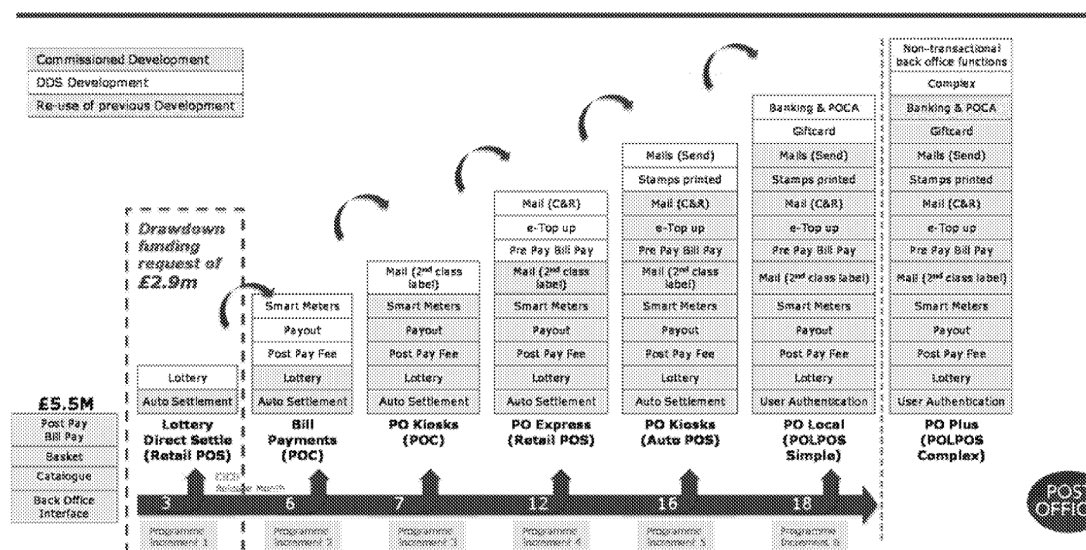 Commissioned Development
DDS Development
Re-use of previous Development
Drawdown
funding
request of
£2.9m
£5.5M
Post Pay
Bill Pay
Basket
Catalogue
Back Office
Interface
Lottery
Auto Settlement
Lottery
Direct Settle
(Retail POS)
Smart Meters
Payout
Post Pay Fee
Lottery
Auto Settlement
Bill
Payments
(POC)
Mail (2nd class
label)
Smart Meters
Payout
Post Pay Fee
Lottery
Auto Settlement
PO Kiosks
(POC)
Mail (C&R)
e-Top up
Pre Pay Bill Pay
Mail (2nd class
label)
Smart Meters
Payout
Post Pay Fee
Lottery
Auto Settlement
PO Express
(Retail POS)
Mails (Send)
Stamps printed
Mail (C&R)
e-Top up
Pre Pay Bill Pay
Mail (2nd class
label)
Smart Meters
Payout
Post Pay Fee
Lottery
Auto Settlement
PO Kiosks
(Auto POS)
Banking & POCA
Giftcard
Mails (Send)
Stamps printed
Mail (C&R)
e-Top up
Pre Pay Bill Pay
Mail (2nd class label)
Smart Meters
Payout
Post Pay Fee
Lottery
User Authentication
PO Local
(POLPOS
Simple)
Non-transactional
back office functions
Complex
Banking & POCA
Giftcard
Mails (Send)
Stamps printed
Mail (C&R)
e-Top up
Pre Pay Bill Pay
Mail (2nd class label)
Smart Meters
Payout
Post Pay Fee
Lottery
User Authentication
PO Plus
(POLPOS
Complex)
Release Month
3 6 7 12 16 18
Programme
Increment 1
Programme
Increment 2
Programme
Increment 3
Programme
Increment 4
Programme
Increment 5
Programme
Increment 6
POST
OFFIC